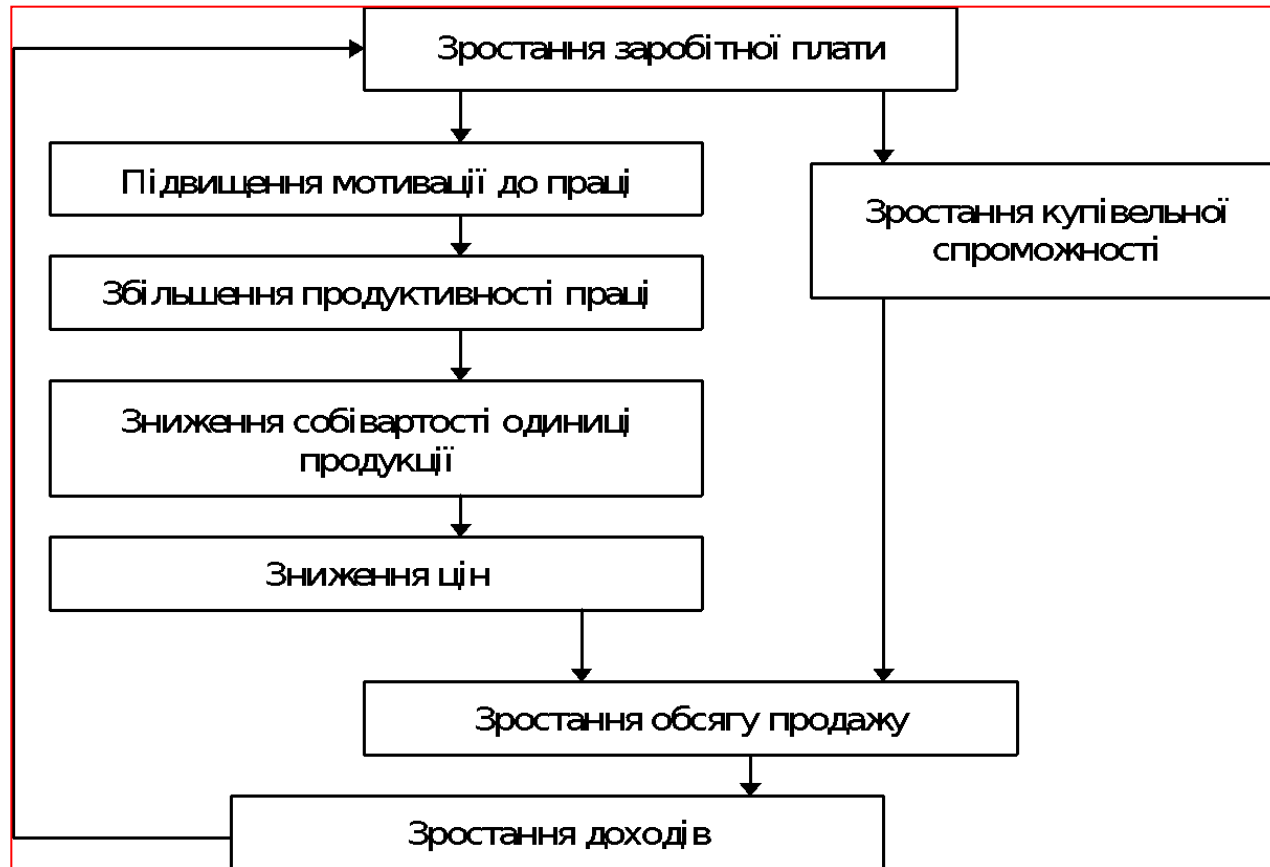 Зростання заробітної плати
Підвищення мотивації до праці
Зростання купівельної
спроможності
Збільшення продуктивності праці
Зниження собівартості одиниці
продукції
Зниження цін
Зростання обсягу продажу
Зростання доходів